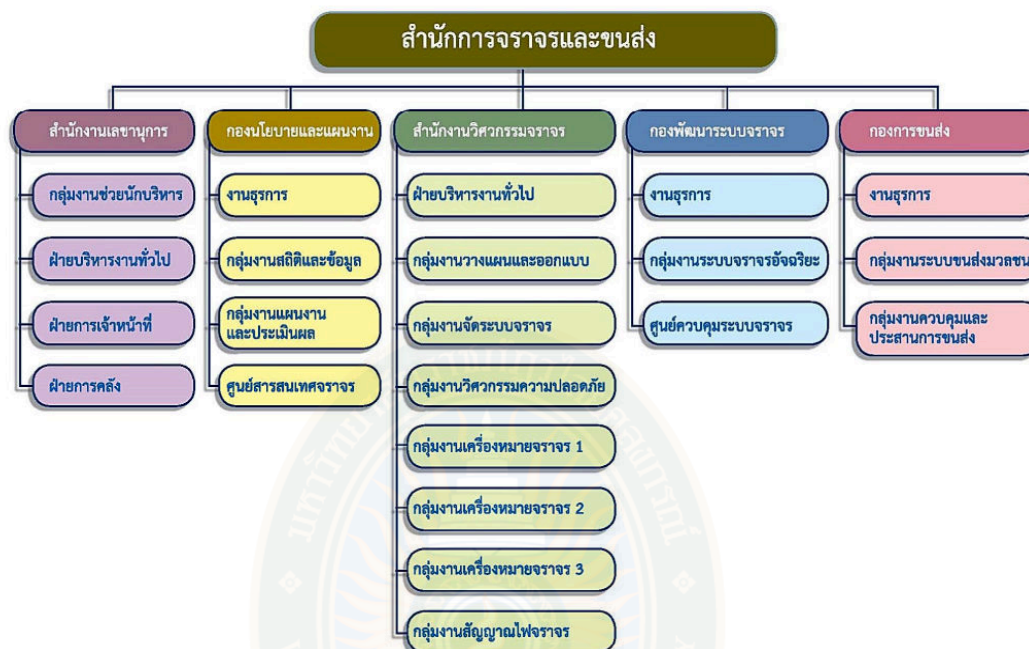 สำนักการจราจรและขนส่ง
สำนักงานเลขานุการ
กลุ่มงานช่วยนักบริหาร
ฝ่ายบริหารงานทั่วไป
ฝ่ายการเจ้าหน้าที่
ฝ่ายการคลัง
กองนโยบายและแผนงาน
งานธุรการ
กลุ่มงานสถิติและข้อมูล
กลุ่มงานแผนงาน
และประเมินผล
ศูนย์สารสนเทศจราจร
สำนักงานวิศวกรรมจราจร
ฝ่ายบริหารงานทั่วไป
กลุ่มงานวางแผนและออกแบบ
กลุ่มงานจัดระบบจราจร
กลุ่มงานวิศวกรรมความปลอดภัย
กลุ่มงานเครื่องหมายจราจร 1
กลุ่มงานเครื่องหมายจราจร 2
กลุ่มงานเครื่องหมายจราจร 3
กลุ่มงานสัญญาณไฟจราจร
กองพัฒนาระบบจราจร
งานธุรการ
กลุ่มงานระบบจราจรอัจฉริยะ
ศูนย์ควบคุมระบบจราจร
กองการขนส่ง
งานธุรการ
กลุ่มงานระบบขนส่งมวลชน
กลุ่มงานควบคุมและ
ประสานการขนส่ง